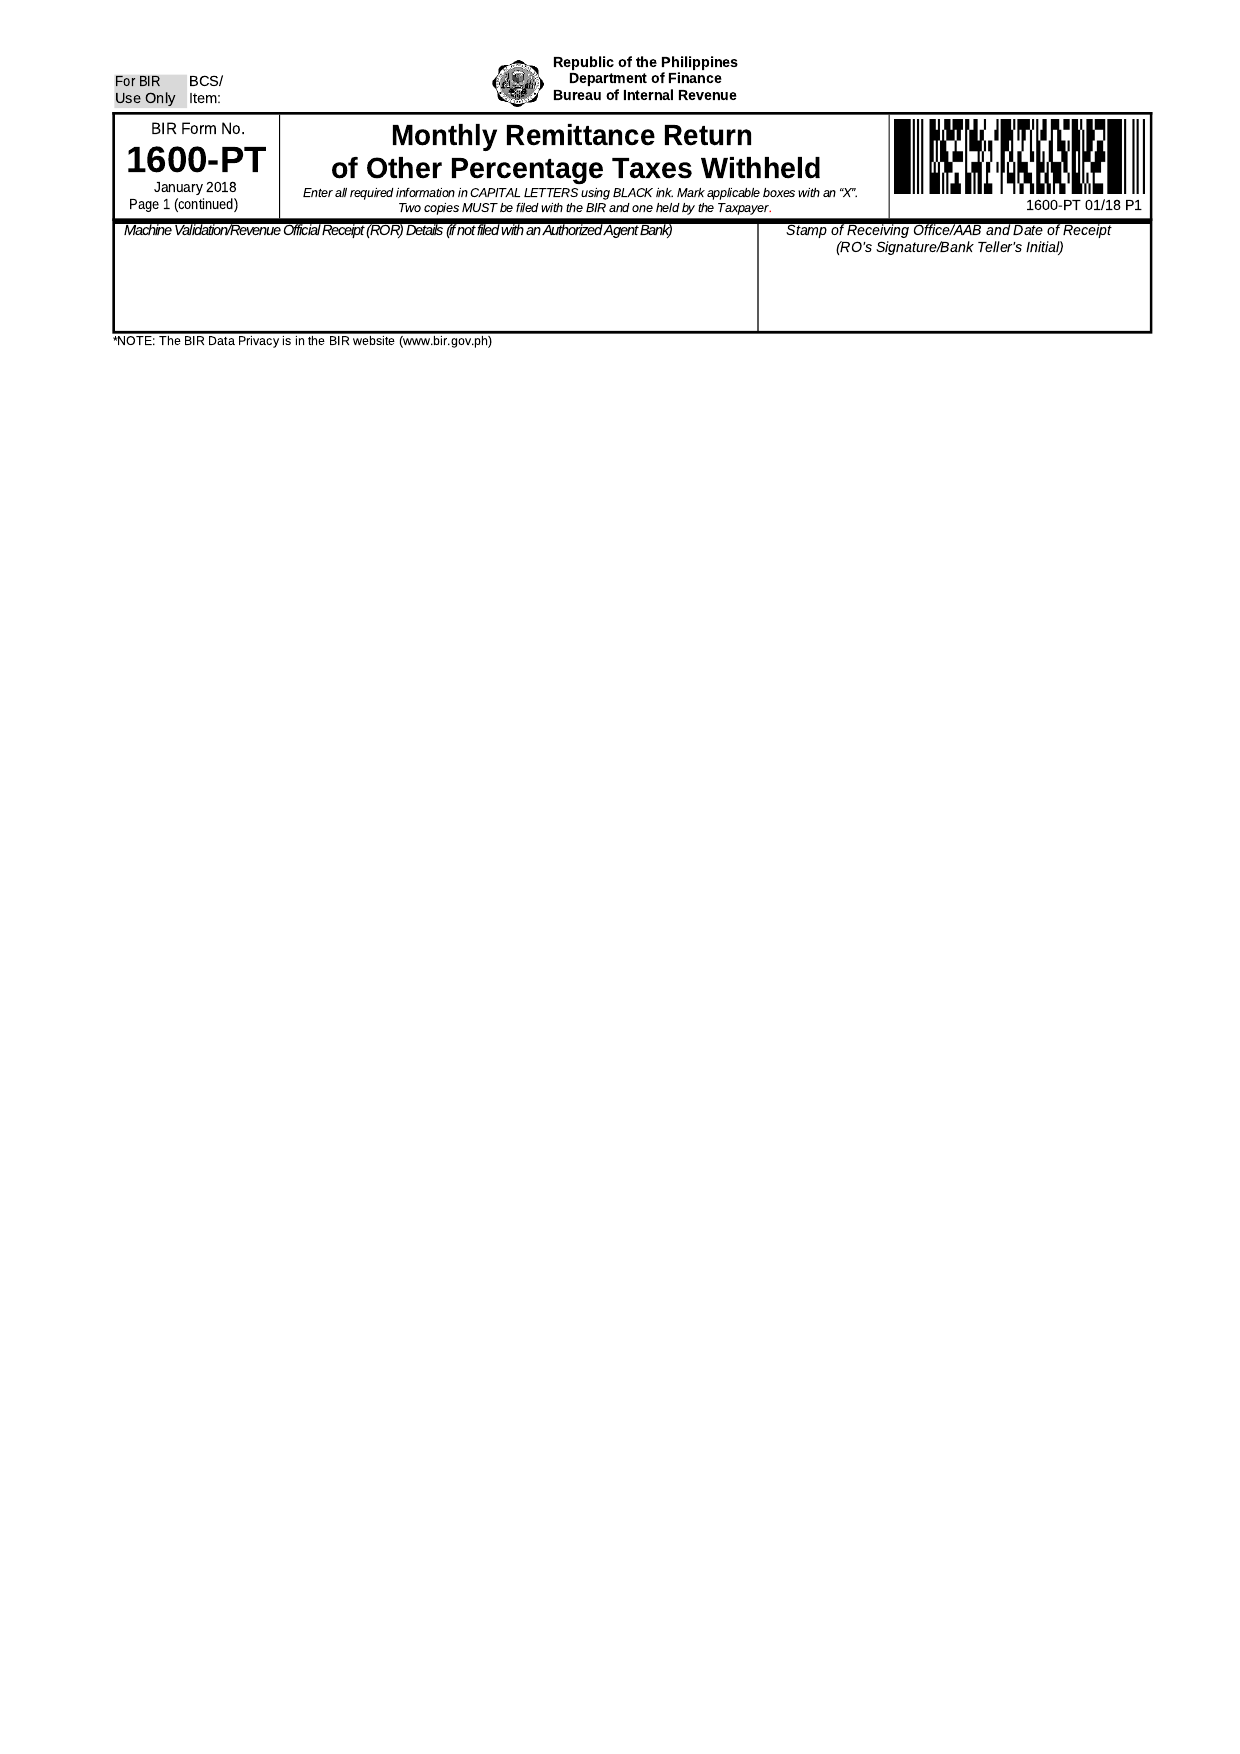 For BIR
Use Only
BCS/
Item:
Republic of the Philippines
Department of Finance
Bureau of Internal Revenue
BIR Form No.
1600-PT
January 2018
Page 1 (continued)
Monthly Remittance Return
of Other Percentage Taxes Withheld
Enter all required information in CAPITAL LETTERS using BLACK ink. Mark applicable boxes with an “X”.
Two copies MUST be filed with the BIR and one held by the Taxpayer.
1600-PT 01/18 P1
Machine Validation/Revenue Official Receipt (ROR) Details (if not filed with an Authorized Agent Bank)
Stamp of Receiving Office/AAB and Date of Receipt
(RO's Signature/Bank Teller's Initial)
*NOTE: The BIR Data Privacy is in the BIR website (www.bir.gov.ph)